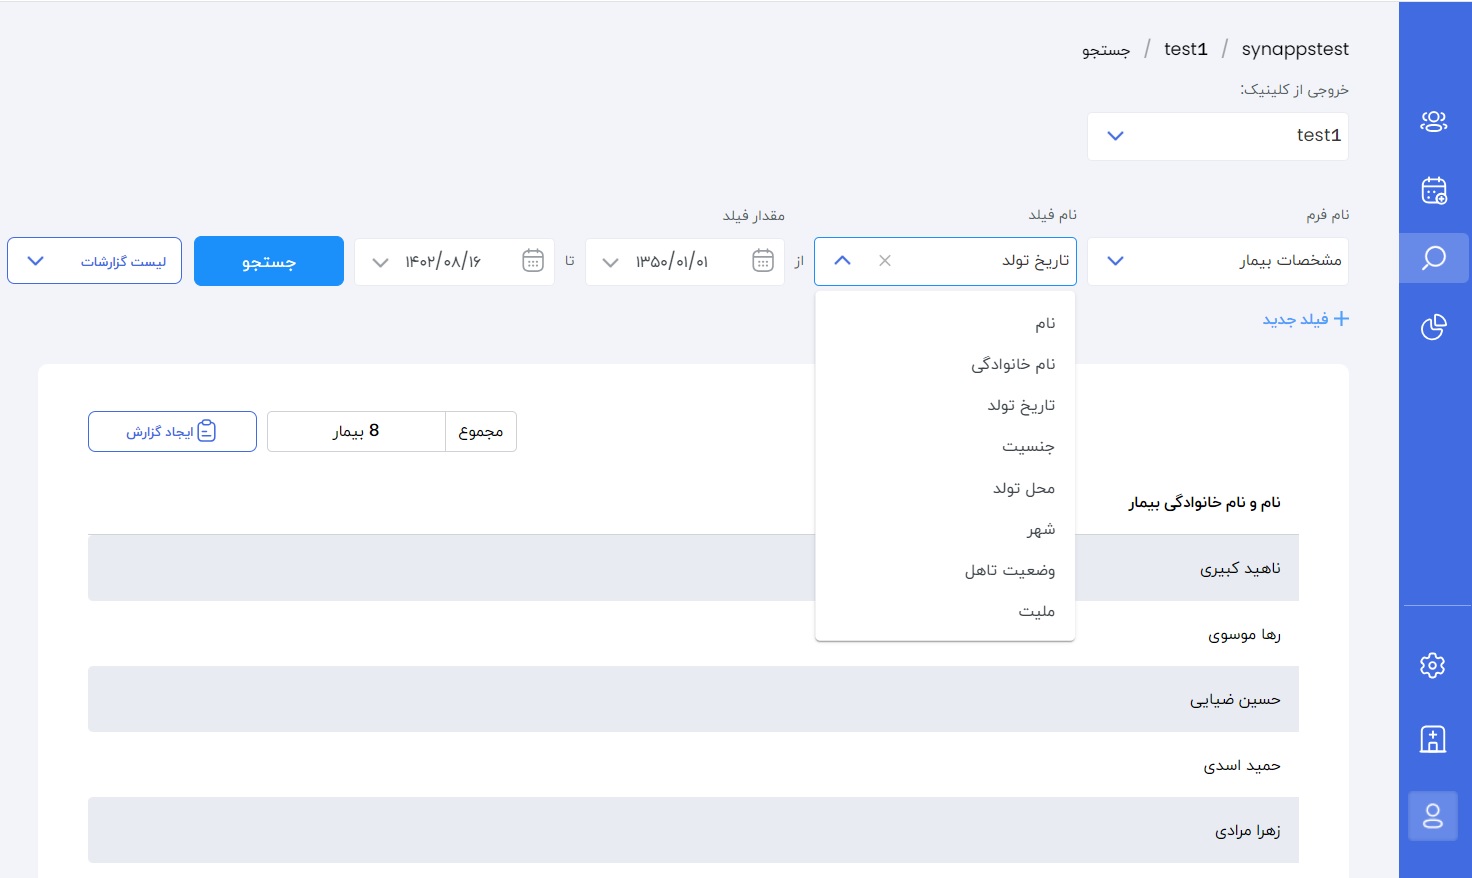 synappstest / test1 / جستجو
خروجی از کلینیک:
test1
نام فرم
نام فیلد
مقدار فیلد
مشخصات بیمار
تاریخ تولد
از
۱۳۵۰/۰۱/۰۱
تا
۱۴۰۲/۰۸/۱۶
جستجو
لیست گزارشات
+ فیلد جدید
نام
نام خانوادگی
تاریخ تولد
جنسیت
محل تولد
شهر
وضعیت تاهل
ملیت
مجموع
8 بیمار
ایجاد گزارش
نام و نام خانوادگی بیمار
ناهید کبیری
رها موسوی
حسین ضیایی
حمید اسدی
زهرا مرادی